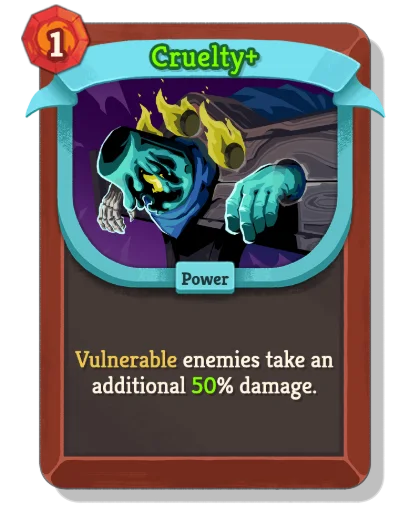 1
Cruelty+
Power
Vulnerable enemies take an
additional 50% damage.